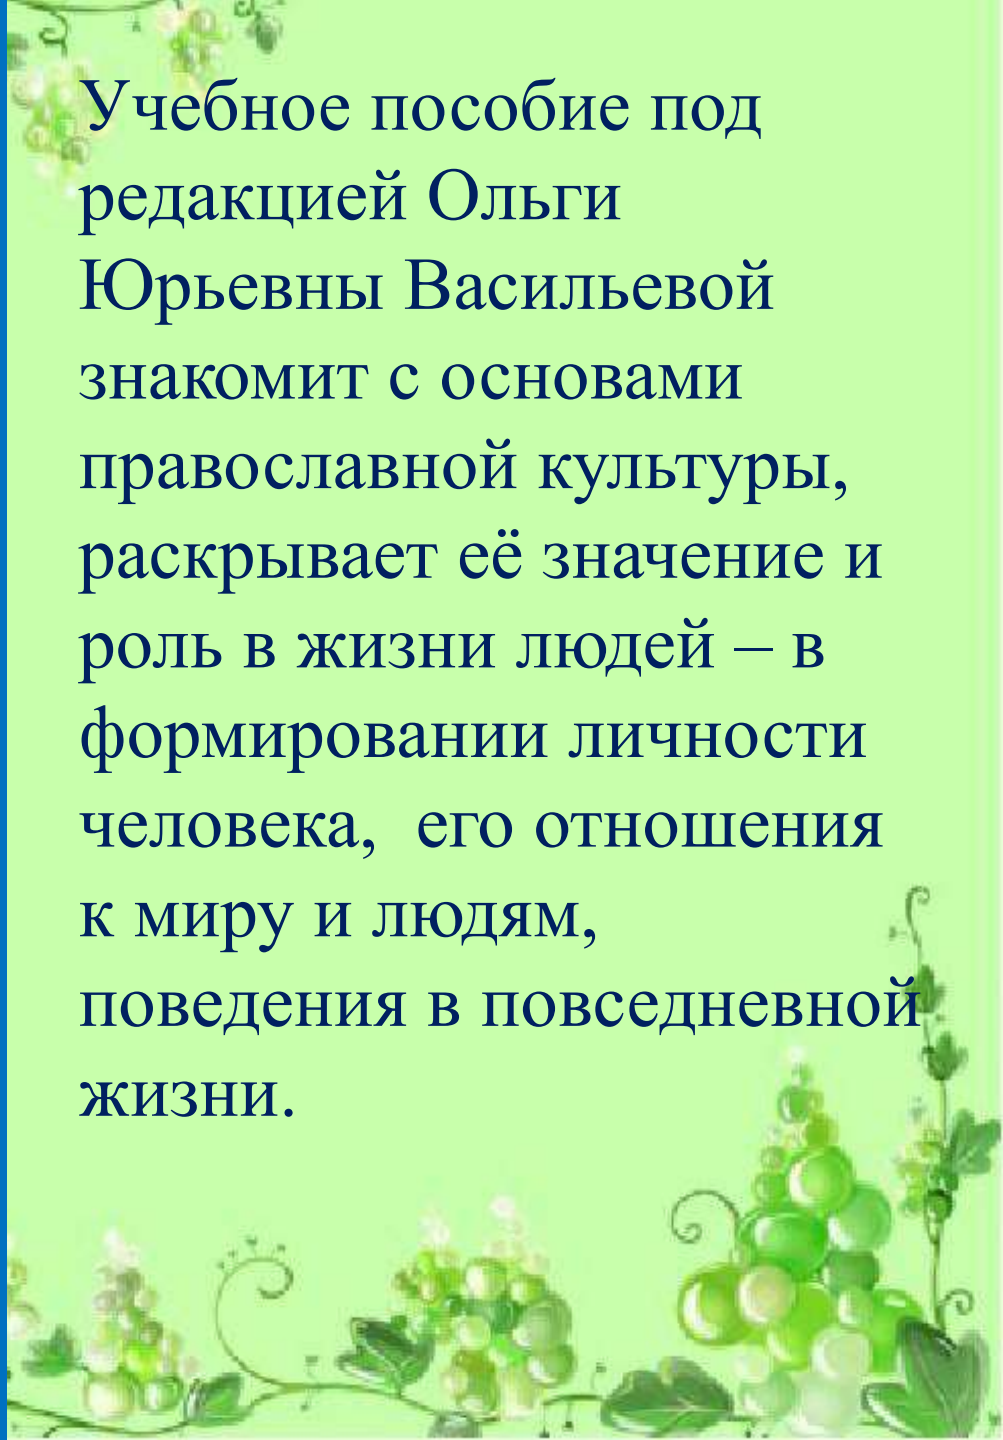 Учебное пособие под
редакцией Ольги
Юрьевны Васильевой
знакомит с основами
православной культуры,
раскрывает её значение и
роль в жизни людей – в
формировании личности
человека,  его отношения
к миру и людям,
поведения в повседневной
жизни.